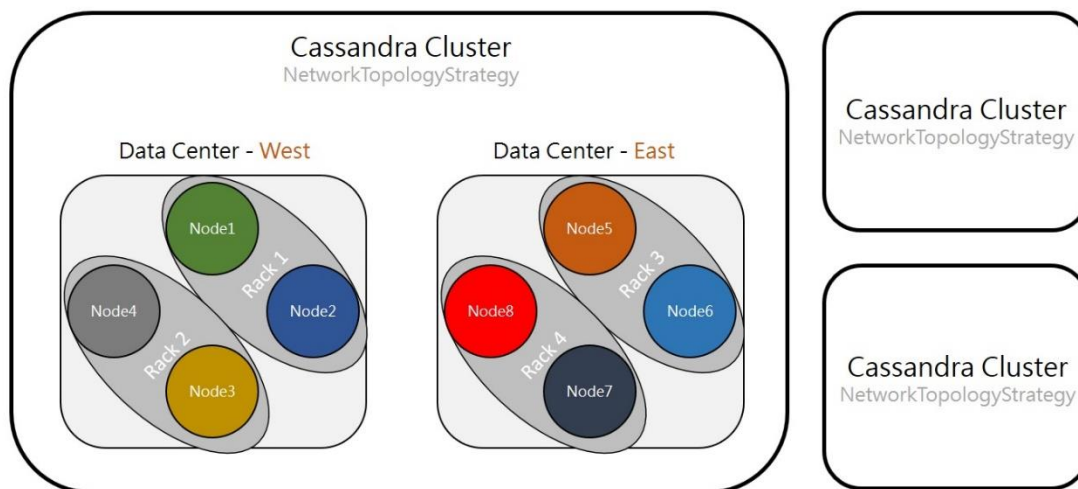 Cassandra Cluster
NetworkTopologyStrategy
Data Center - West
Node1
Rack 1
Node2
Node4
Rack 2
Node3
Data Center - East
Node5
Rack 3
Node6
Node8
Rack 4
Node7
Cassandra Cluster
NetworkTopologyStrategy
Cassandra Cluster
NetworkTopologyStrategy